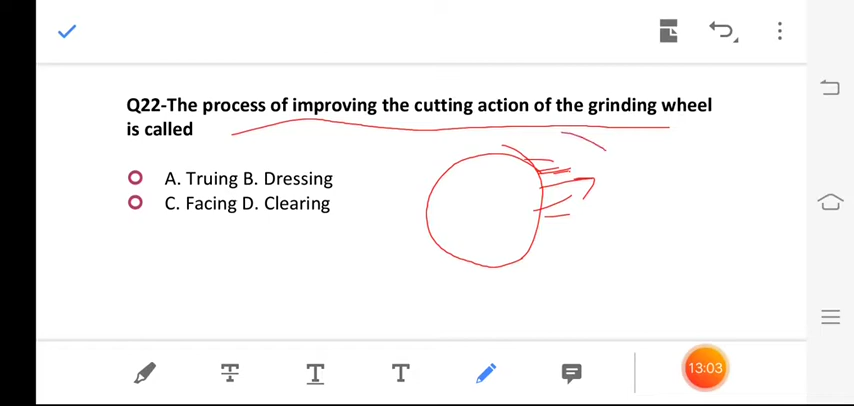 Q22-The process of improving the cutting action of the grinding wheel
is called
A. Truing B. Dressing
C. Facing D. Clearing
T T T
13:03